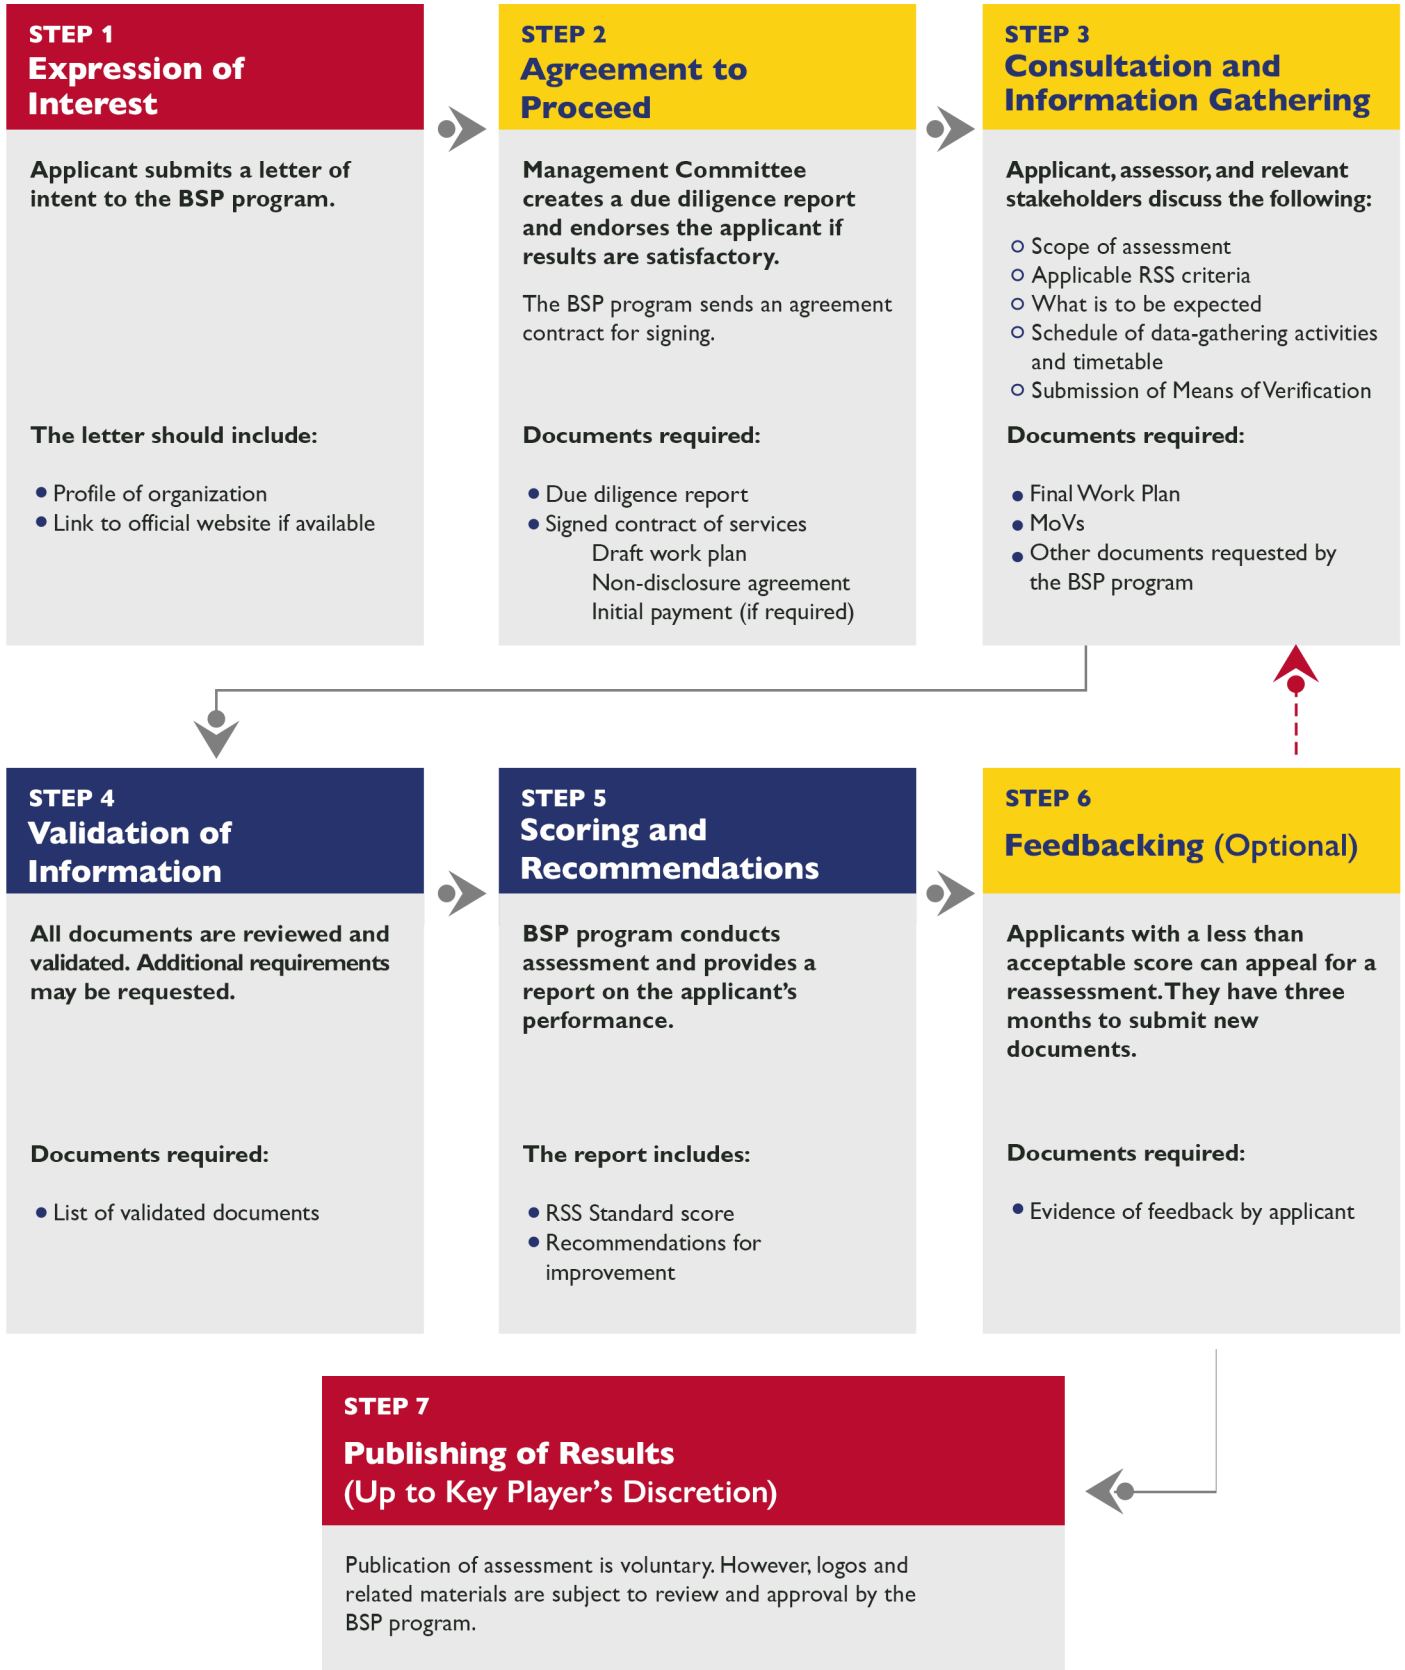 STEP 1
Expression of
Interest
Applicant submits a letter of
intent to the BSP program.
The letter should include:
Profile of organization
Link to official website if available
STEP 2
Agreement to
Proceed
Management Committee
creates a due diligence report
and endorses the applicant if
results are satisfactory.
The BSP program sends an agreement
contract for signing.
Documents required:
Due diligence report
Signed contract of services
Draft work plan
Non-disclosure agreement
Initial payment (if required)
STEP 3
Consultation and
Information Gathering
Applicant, assessor, and relevant
stakeholders discuss the following:
Scope of assessment
Applicable RSS criteria
What is to be expected
Schedule of data-gathering activities
and timetable
Submission of Means of Verification
Documents required:
Final Work Plan
MoVs
Other documents requested by
the BSP program
STEP 4
Validation of
Information
All documents are reviewed and
validated. Additional requirements
may be requested.
Documents required:
List of validated documents
STEP 5
Scoring and
Recommendations
BSP program conducts
assessment and provides a
report on the applicant's
performance.
The report includes:
RSS Standard score
Recommendations for
improvement
STEP 6
Feedbacking (Optional)
Applicants with a less than
acceptable score can appeal for a
reassessment. They have three
months to submit new
documents.
Documents required:
Evidence of feedback by applicant
STEP 7
Publishing of Results
(Up to Key Player's Discretion)
Publication of assessment is voluntary. However, logos and
related materials are subject to review and approval by the
BSP program.